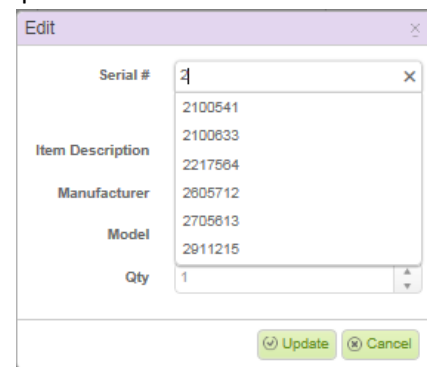 Edit
Serial # 2
2100541
2100633
Item Description
2217564
Manufacturer 2605712
Model 2705613
2911215
Qty 1
Update Cancel